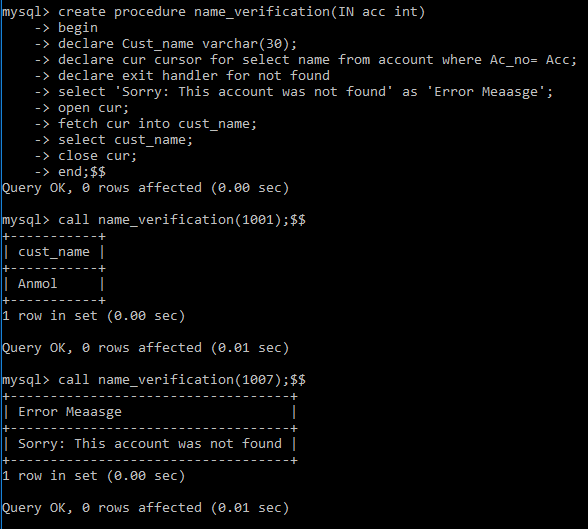 mysql> create procedure name_verification(IN acc int)
    -> begin
    -> declare Cust_name varchar(30);
    -> declare cur cursor for select name from account where Ac_no= Acc;
    -> declare exit handler for not found
    -> select 'Sorry: This account was not found' as 'Error Meaasge';
    -> open cur;
    -> fetch cur into cust_name;
    -> select cust_name;
    -> close cur;
    -> end;$$
Query OK, 0 rows affected (0.00 sec)
mysql> call name_verification(1001);$$
+-----------+
| cust_name |
+-----------+
| Anmol     |
+-----------+
1 row in set (0.00 sec)
Query OK, 0 rows affected (0.01 sec)
mysql> call name_verification(1007);$$
+-----------------------------------+
| Error Meaasge                     |
+-----------------------------------+
| Sorry: This account was not found |
+-----------------------------------+
1 row in set (0.00 sec)
Query OK, 0 rows affected (0.01 sec)